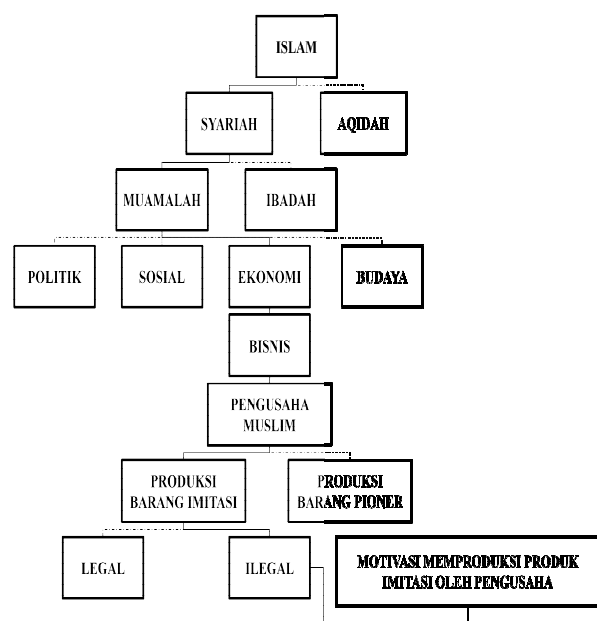 ISLAM
SYARIAH
AQIDAH
MUAMALAH
IBADAH
POLITIK
SOSIAL
EKONOMI
BUDAYA
BISNIS
PENGUSAHA
MUSLIM
PRODUKSI
BARANG IMITASI
PRODUKSI
BARANG PIONER
LEGAL
ILEGAL
MOTIVASI MEMPRODUKSI PRODUK
IMITASI OLEH PENGUSAHA